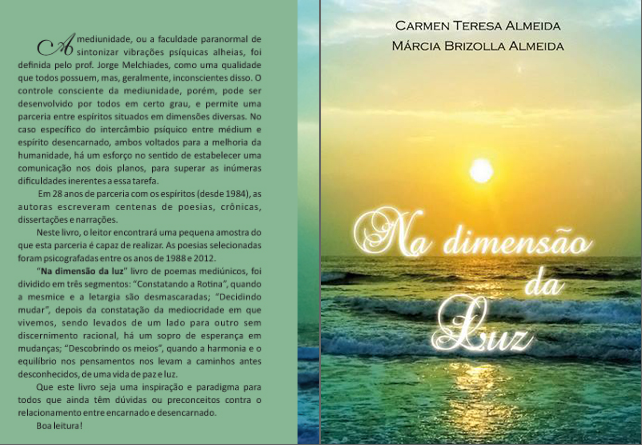 A mediunidade, ou a faculdade paranormal de
sintonizar vibrações psíquicas alheias, foi
definida pelo prof. Jorge Melchiades, como uma qualidade
que todos possuem, mas, geralmente, inconscientes disso. O
controle consciente da mediunidade, porém, pode ser
desenvolvido por todos em certo grau, e permite uma
parceria entre espíritos situados em dimensões diversas. No
caso específico do intercâmbio psíquico entre médium e
espírito desencarnado, ambos voltados para a melhoria da
humanidade, há um esforço no sentido de estabelecer uma
comunicação nos dois planos, para superar as inúmeras
dificuldades inerentes a essa tarefa.
Em 28 anos de parceria com os espíritos (desde 1984), as
autoras escreveram centenas de poesias, crônicas,
dissertações e narrações.
Neste livro, o leitor encontrará uma pequena amostra do
que esta parceria é capaz de realizar. As poesias selecionadas
foram psicografadas entre os anos de 1988 e 2012.
"Na dimensão da luz" livro de poemas mediúnicos, foi
dividido em três segmentos: "Constatando a Rotina", quando
a mesmice e a letargia são desmascaradas; "Decidindo
mudar", depois da constatação da mediocridade em que
vivemos, sendo levados de um lado para outro sem
discernimento racional, há um sopro de esperança em
mudanças; "Descobrindo os meios", quando a harmonia e o
equilíbrio nos pensamentos nos levam a caminhos antes
desconhecidos, de uma vida de paz e luz.
Que este livro seja uma inspiração e paradigma para
todos que ainda têm dúvidas ou preconceitos contra o
relacionamento entre encarnado e desencarnado.
Boa leitura!
Carmen Teresa Almeida
Márcia Brizolla Almeida
Na dimensão
da
Luz